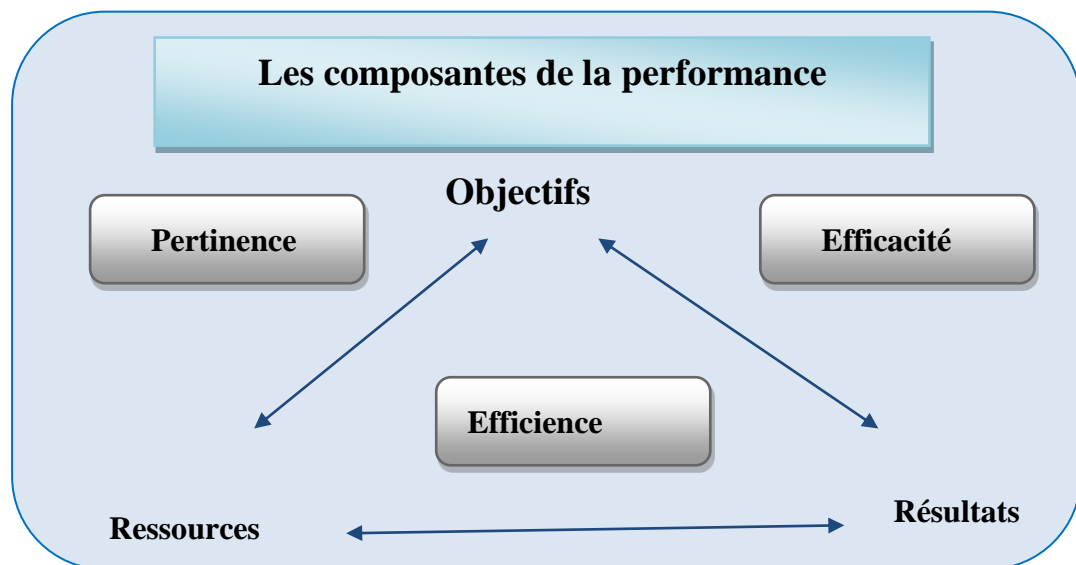 Les composantes de la performance
Objectifs
Pertinence
Efficacité
Efficience
Ressources
Résultats